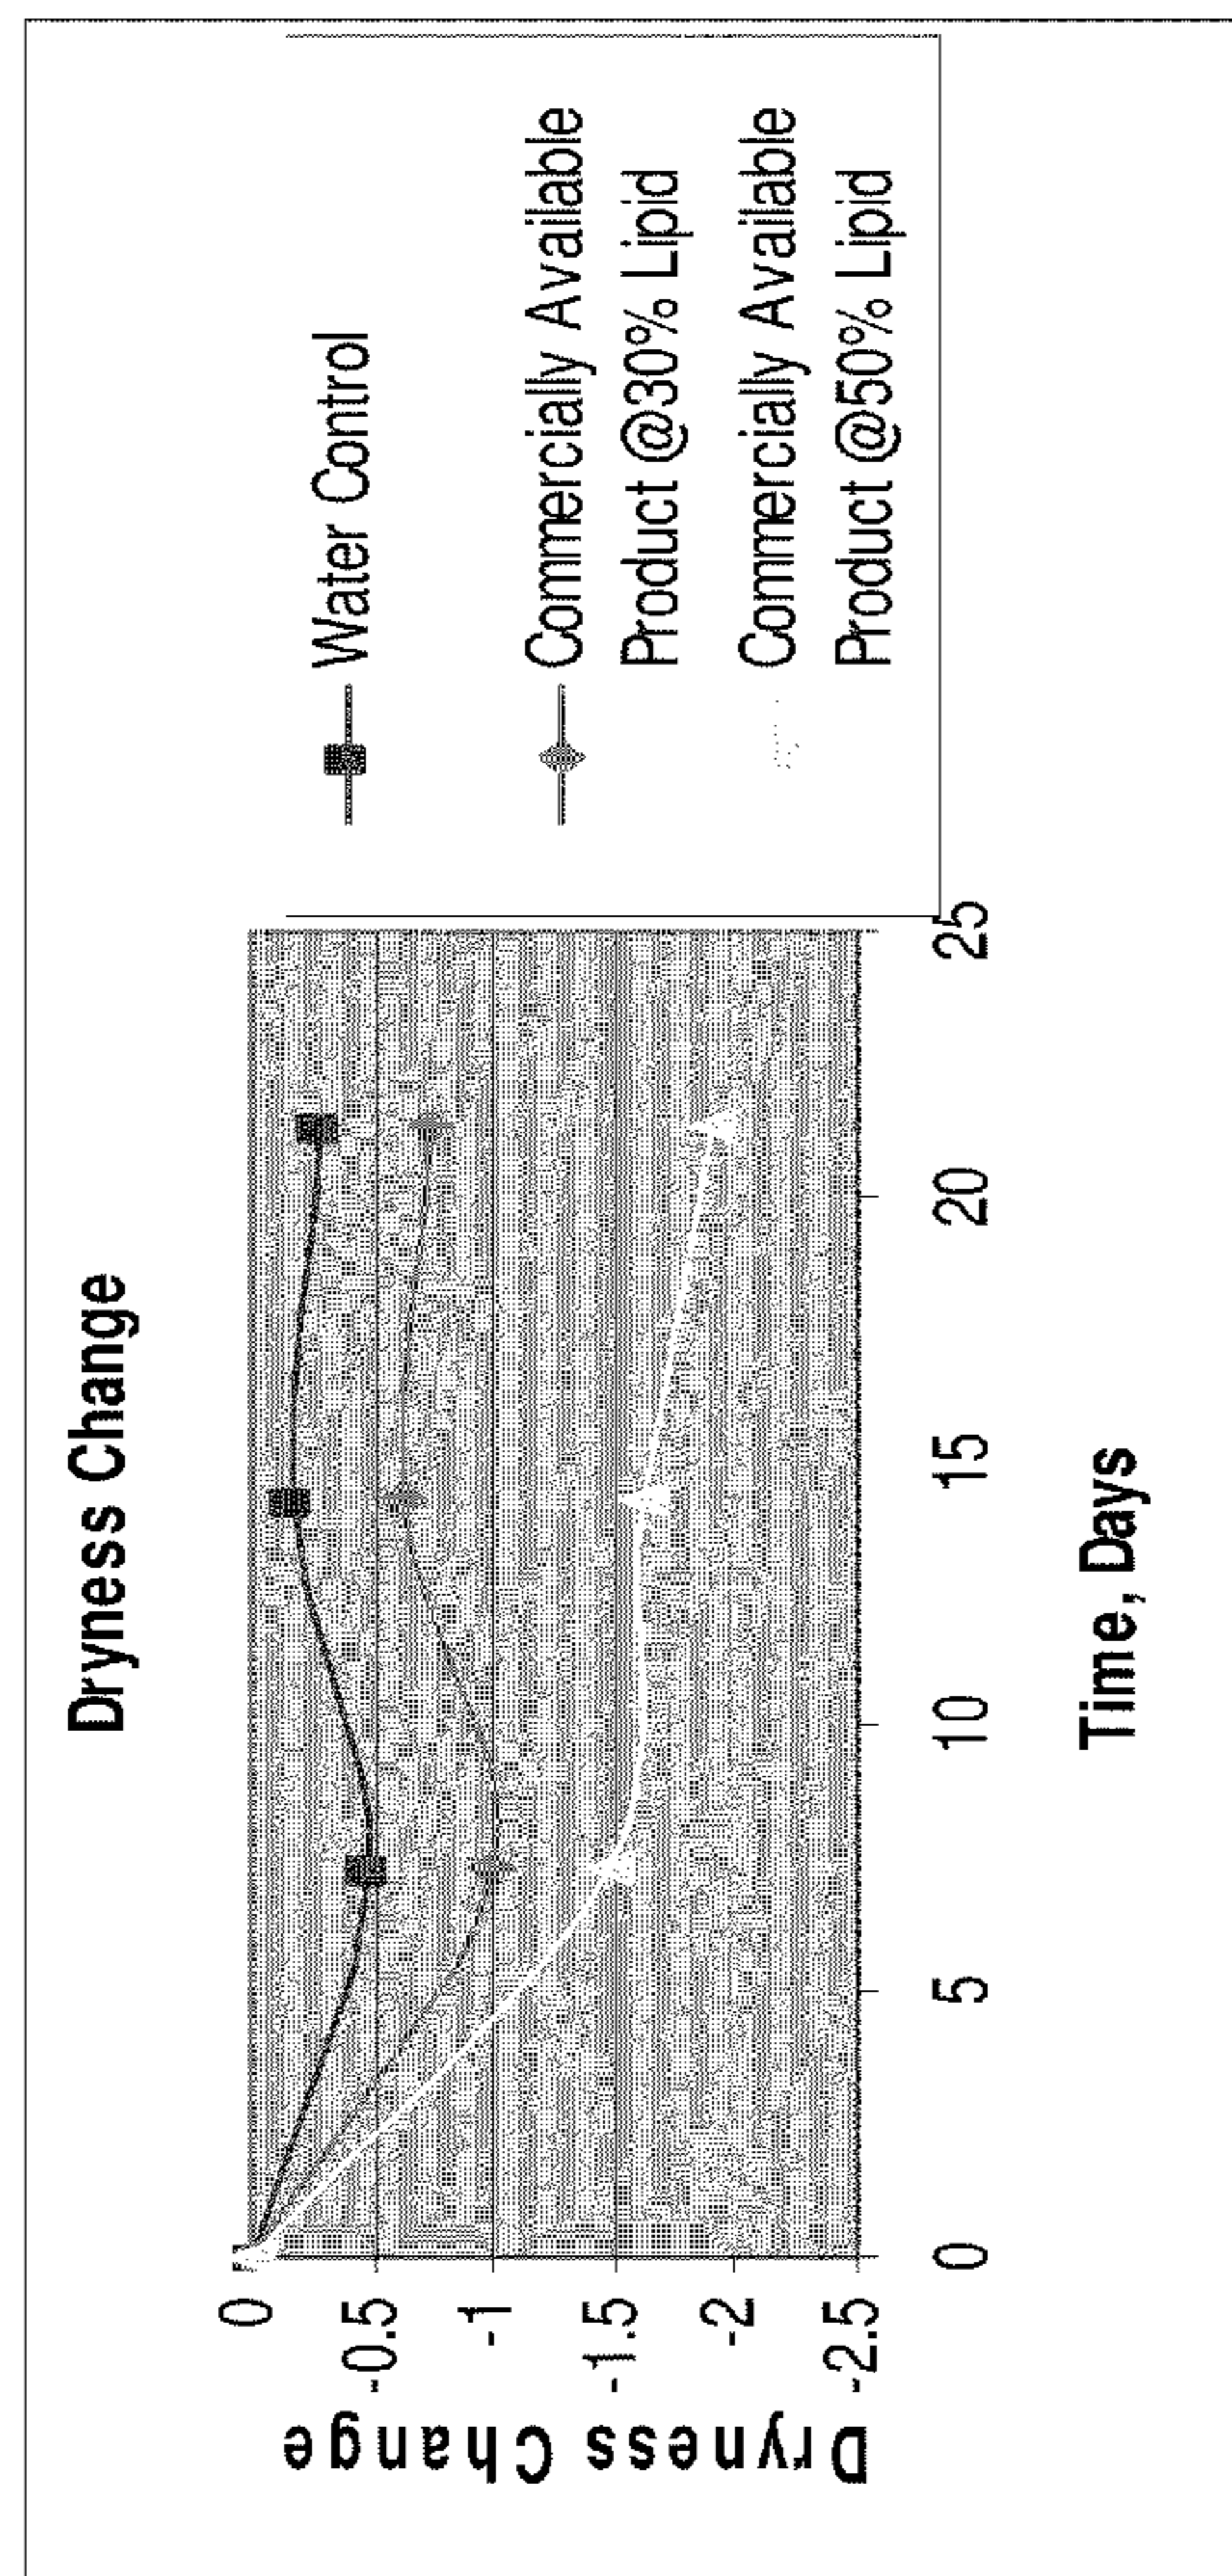 Dryness Change
Dryness Change
0
-0.5
-1
-1.5
-2
-2.5
0
5
10
15
20
25
Time, Days
Water Control
Commercially Available
Product @30% Lipid
Commercially Available
Product @50% Lipid